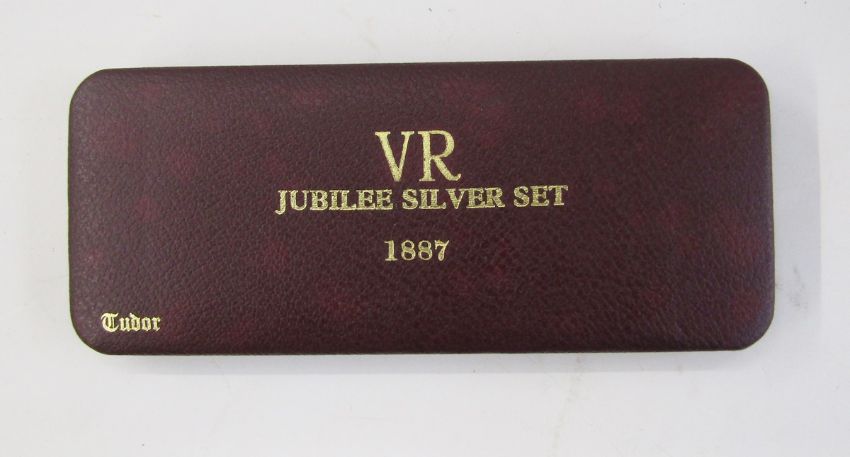 VR
JUBILEE SILVER SET
1887
Tudor